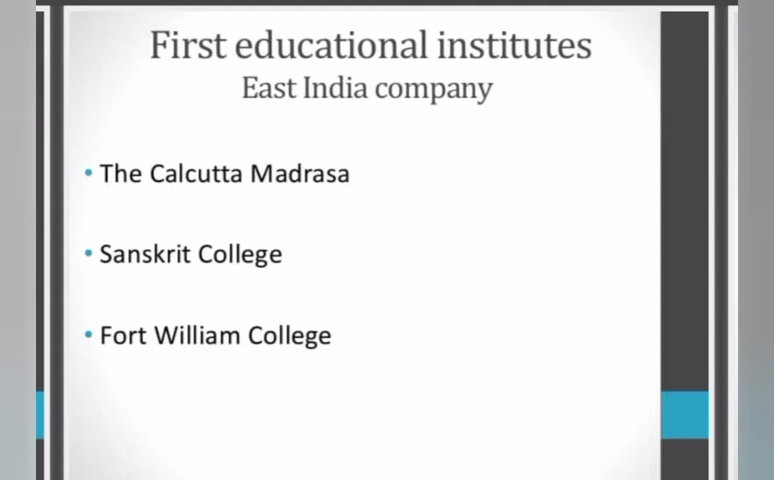 First educational institutes
East India company
• The Calcutta Madrasa
• Sanskrit College
• Fort William College